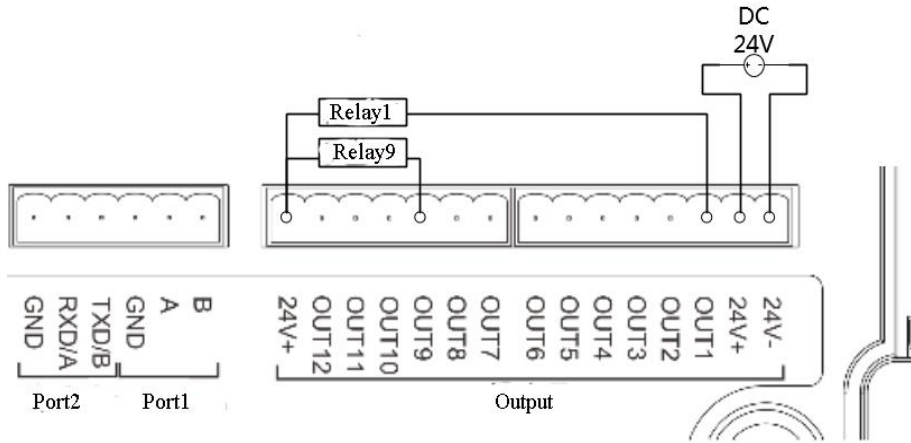 DC
24V
Relay1
Relay9
GND
RXD/A
TXD/B
GND
A
B
24V+
OUT12
OUT11
OUT10
OUT9
OUT8
OUT7
OUT6
OUT5
OUT4
OUT3
OUT2
OUT1
24V+
24V-
Port2
Port1
Output